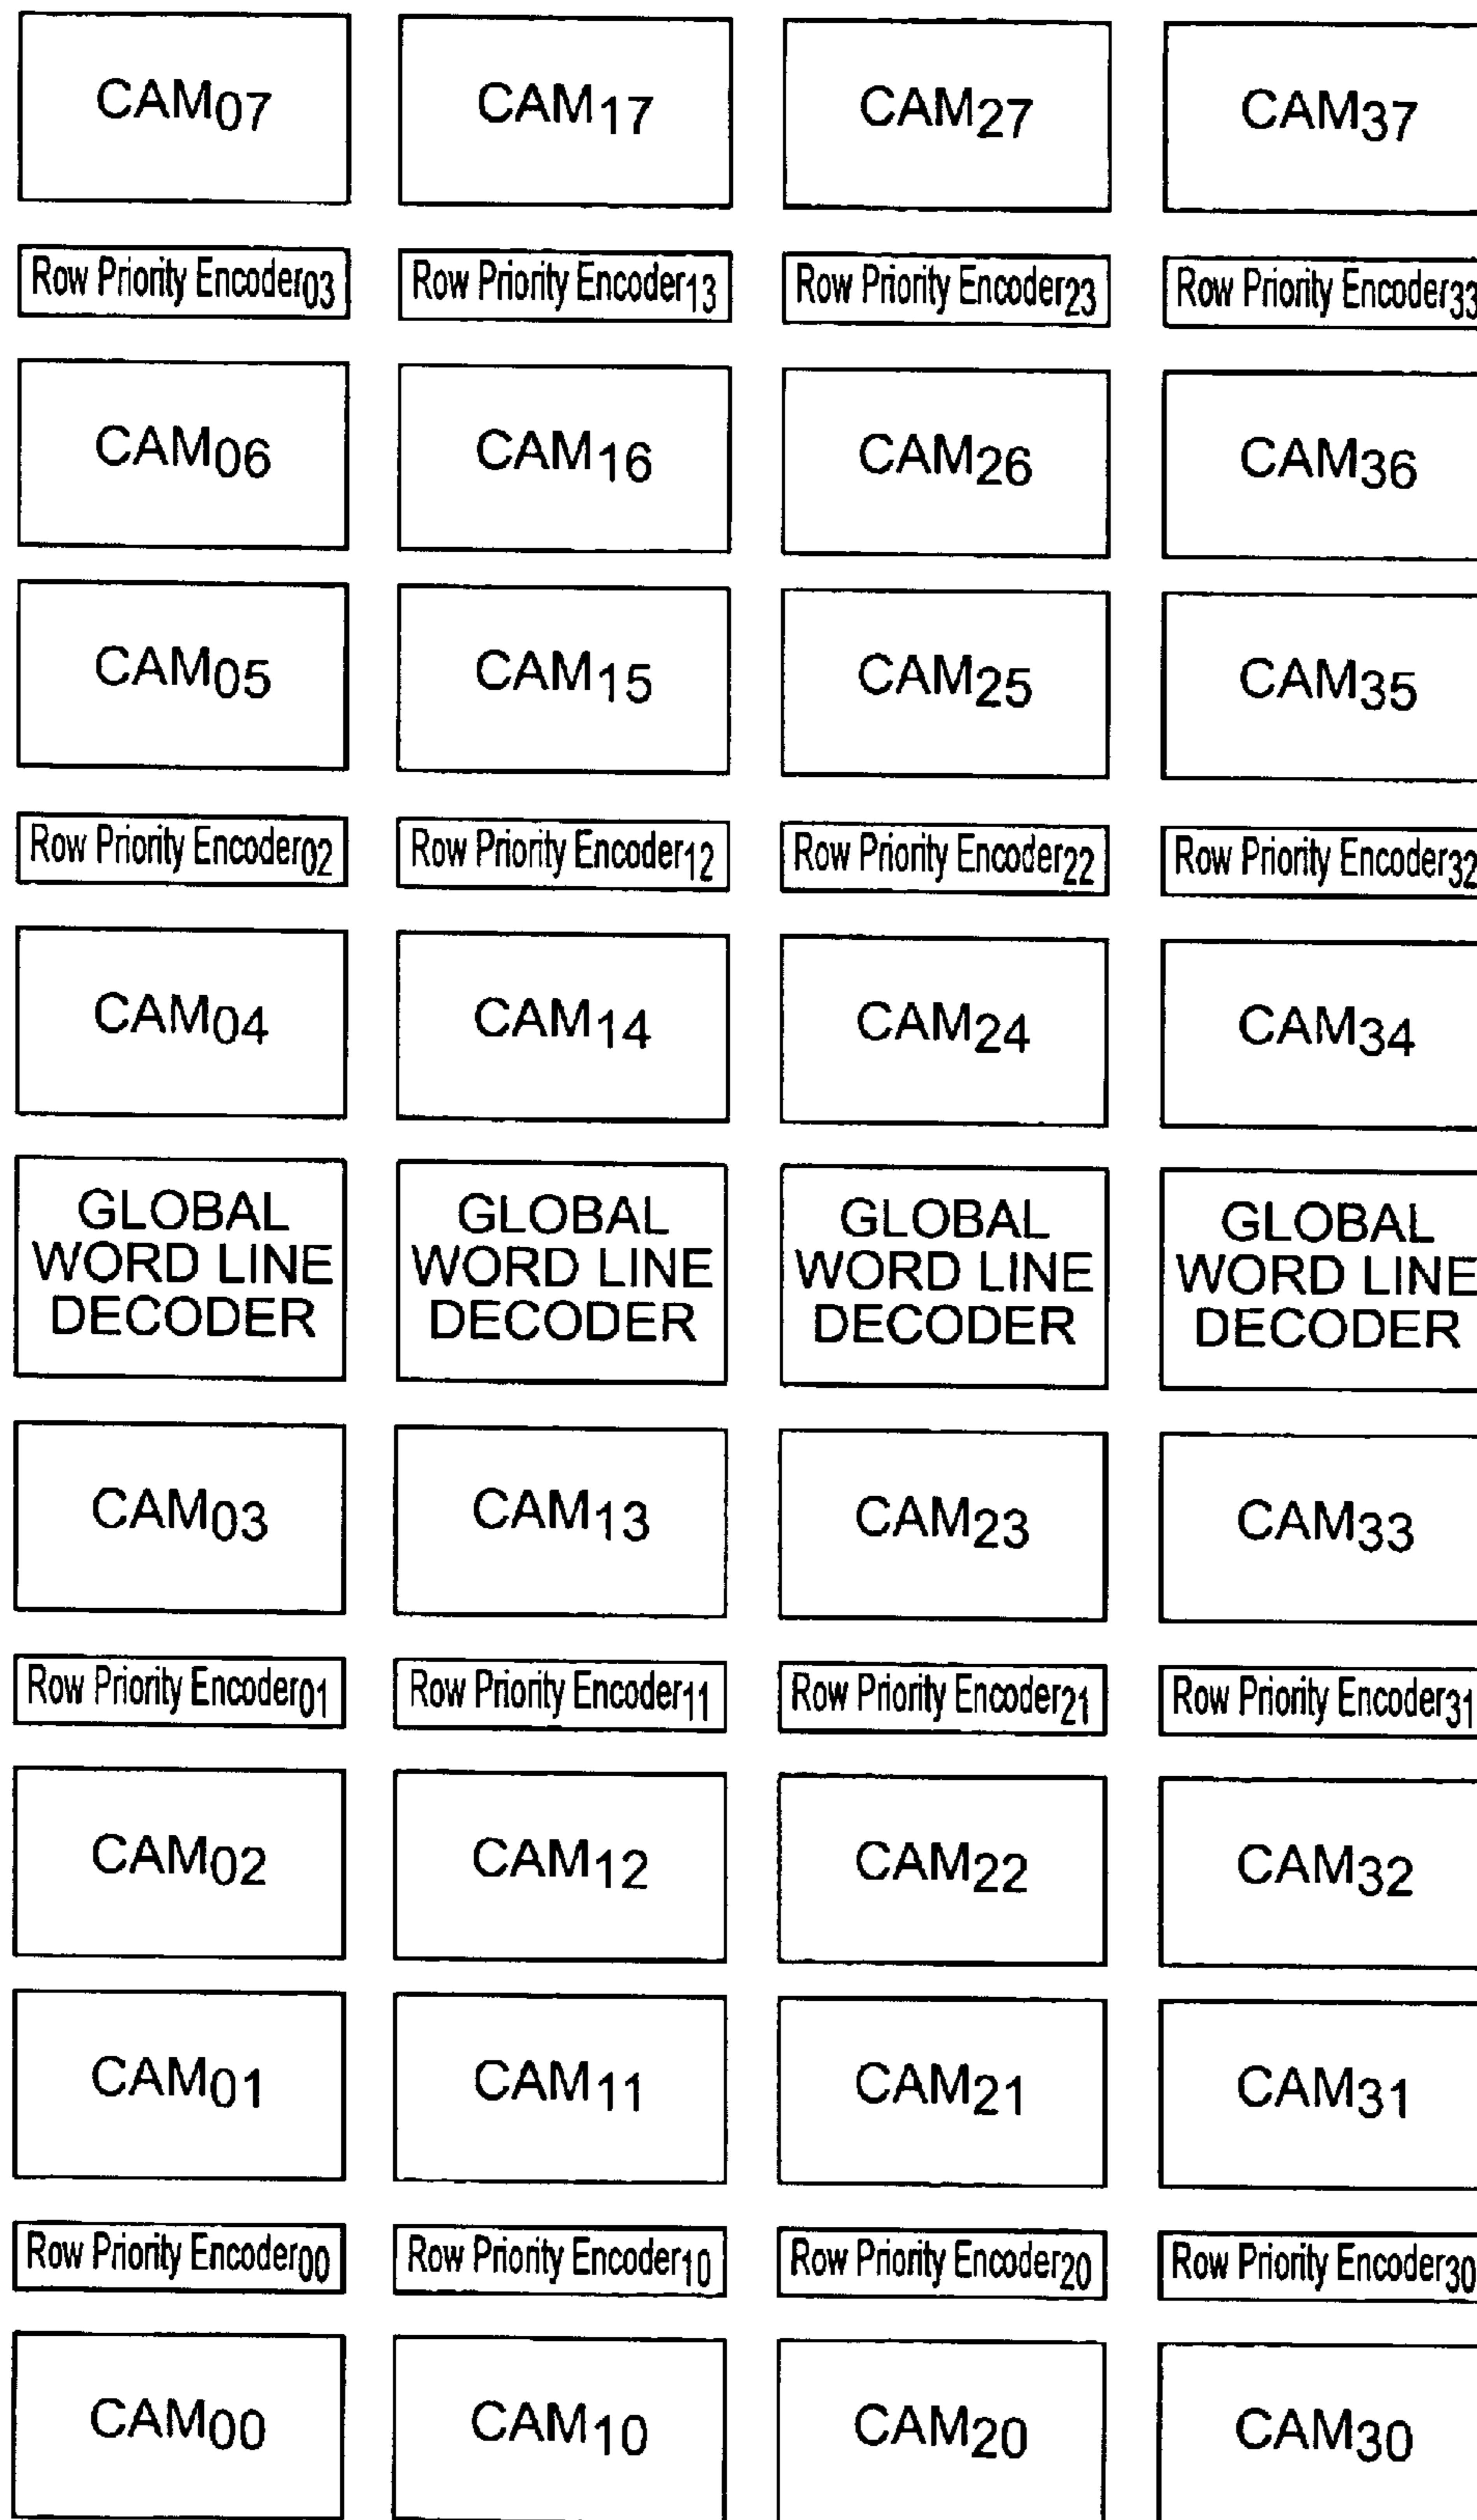 CAM07 CAM17 CAM27 CAM37
Row Priority Encoder03 Row Priority Encoder13 Row Priority Encoder23 Row Priority Encoder33
CAM06 CAM16 CAM26 CAM36
CAM05 CAM15 CAM25 CAM35
Row Priority Encoder02 Row Priority Encoder12 Row Priority Encoder22 Row Priority Encoder32
CAM04 CAM14 CAM24 CAM34
GLOBAL GLOBAL GLOBAL GLOBAL
WORD LINE WORD LINE WORD LINE WORD LINE
DECODER DECODER DECODER DECODER
CAM03 CAM13 CAM23 CAM33
Row Priority Encoder01 Row Priority Encoder11 Row Priority Encoder21 Row Priority Encoder31
CAM02 CAM12 CAM22 CAM32
CAM01 CAM11 CAM21 CAM31
Row Priority Encoder00 Row Priority Encoder10 Row Priority Encoder20 Row Priority Encoder30
CAM00 CAM10 CAM20 CAM30